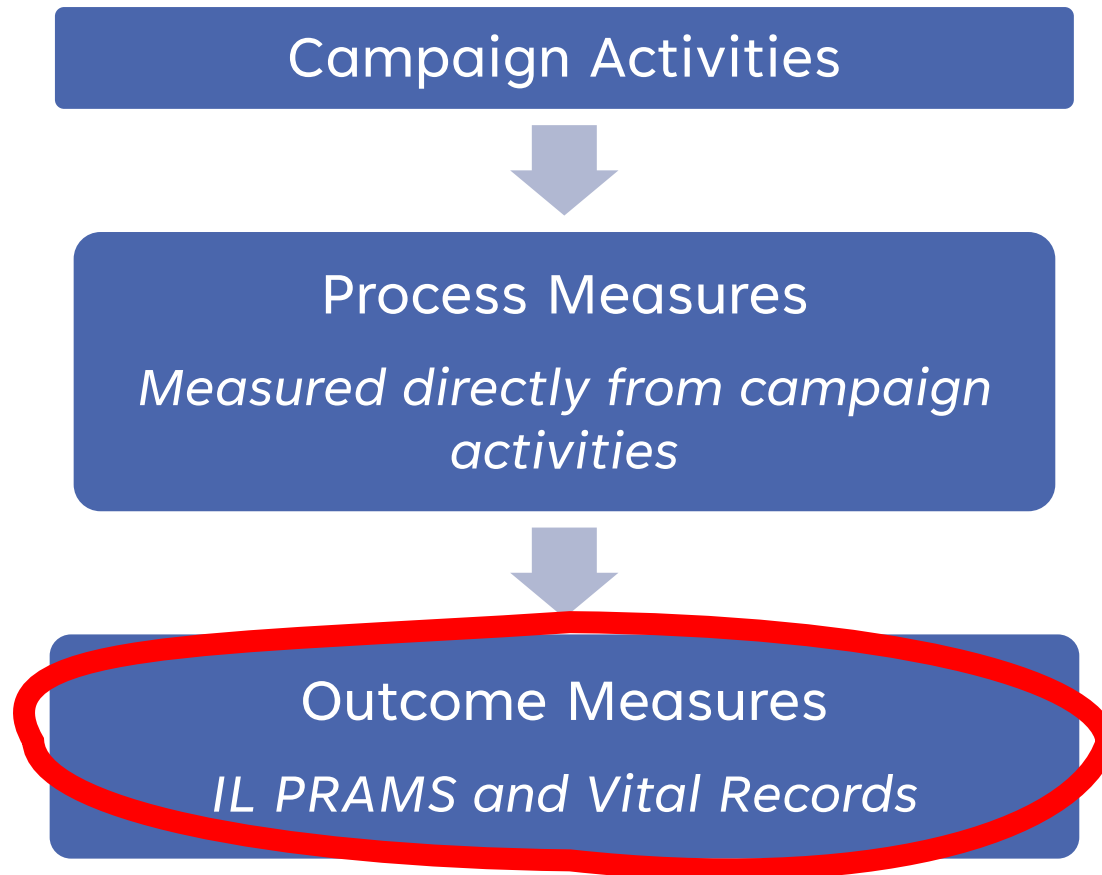 Campaign Activities
Process Measures
Measured directly from campaign
activities
Outcome Measures
IL PRAMS and Vital Records